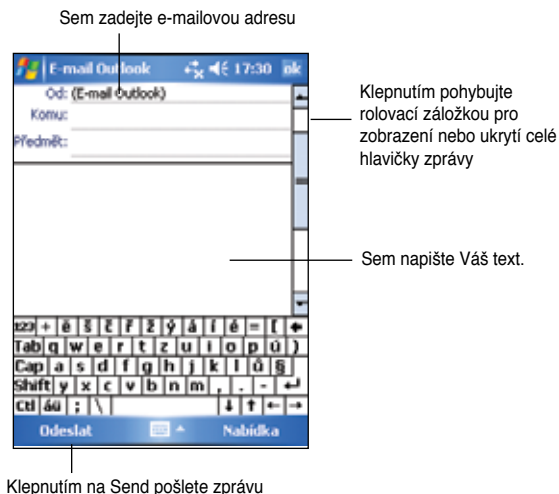 Sem zadejte e-mailovou adresu
E-mail Outlook 17:30 ok
Od: (E-mail Outlook)
Komu:
Předmět:
Klepnutím pohybujte
rolovací záložkou pro
zobrazení nebo ukrytí celé
hlavičky zprávy
Sem napište Váš text.
123 + ě š č ř ž ý á í é = [
Tab q w e r t z u i o p ú )
Cap a s d f g h j k l ů §
Shift y x c v b n m , . - ↵
Ctl áü ; \ ↓ ↑ ← →
Odeslat Nabídka
Klepnutím na Send pošlete zprávu